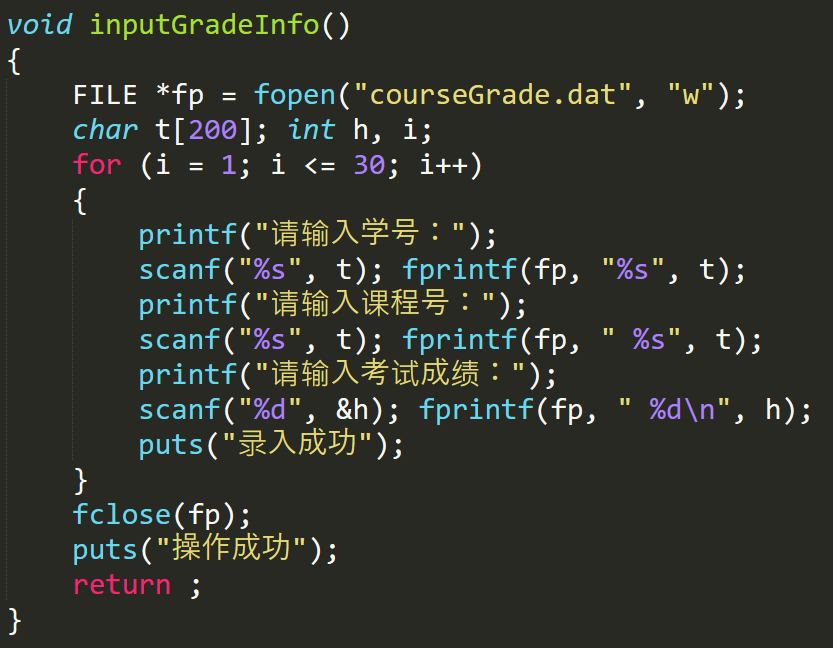 void inputGradeInfo()
{
    FILE *fp = fopen("courseGrade.dat", "w");
    char t[200]; int h, i;
    for (i = 1; i <= 30; i++)
    {
        printf("请输入学号：");
        scanf("%s", t); fprintf(fp, "%s", t);
        printf("请输入课程号：");
        scanf("%s", t); fprintf(fp, " %s", t);
        printf("请输入考试成绩：");
        scanf("%d", &h); fprintf(fp, " %d\n", h);
        puts("录入成功");
    }
    fclose(fp);
    puts("操作成功");
    return ;
}